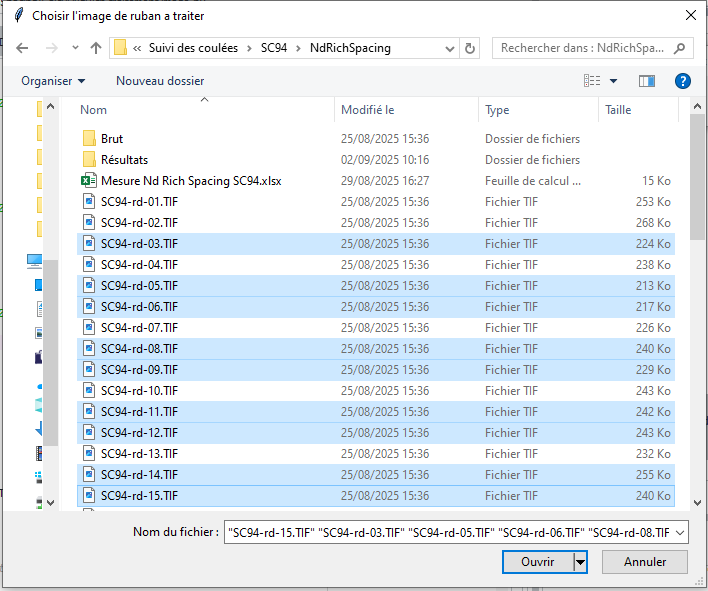 Choisir l'image de ruban a traiter
« Suivi des coulées > SC94 > NdRichSpacing
Rechercher dans : NdRichSpa...
Organiser Nouveau dossier
Nom Modifié le Type Taille
Brut 25/08/2025 15:36 Dossier de fichiers
Résultats 02/09/2025 10:16 Dossier de fichiers
Mesure Nd Rich Spacing SC94.xlsx 29/08/2025 16:27 Feuille de calcul ... 15 Ko
SC94-rd-01.TIF 25/08/2025 15:36 Fichier TIF 253 Ko
SC94-rd-02.TIF 25/08/2025 15:36 Fichier TIF 268 Ko
SC94-rd-03.TIF 25/08/2025 15:36 Fichier TIF 224 Ko
SC94-rd-04.TIF 25/08/2025 15:36 Fichier TIF 238 Ko
SC94-rd-05.TIF 25/08/2025 15:36 Fichier TIF 213 Ko
SC94-rd-06.TIF 25/08/2025 15:36 Fichier TIF 217 Ko
SC94-rd-07.TIF 25/08/2025 15:36 Fichier TIF 226 Ko
SC94-rd-08.TIF 25/08/2025 15:36 Fichier TIF 240 Ko
SC94-rd-09.TIF 25/08/2025 15:36 Fichier TIF 229 Ko
SC94-rd-10.TIF 25/08/2025 15:36 Fichier TIF 243 Ko
SC94-rd-11.TIF 25/08/2025 15:36 Fichier TIF 242 Ko
SC94-rd-12.TIF 25/08/2025 15:36 Fichier TIF 243 Ko
SC94-rd-13.TIF 25/08/2025 15:36 Fichier TIF 232 Ko
SC94-rd-14.TIF 25/08/2025 15:36 Fichier TIF 255 Ko
SC94-rd-15.TIF 25/08/2025 15:36 Fichier TIF 240 Ko
Nom du fichier : "SC94-rd-15.TIF" "SC94-rd-03.TIF" "SC94-rd-05.TIF" "SC94-rd-06.TIF" "SC94-rd-08.TIF
Ouvrir Annuler